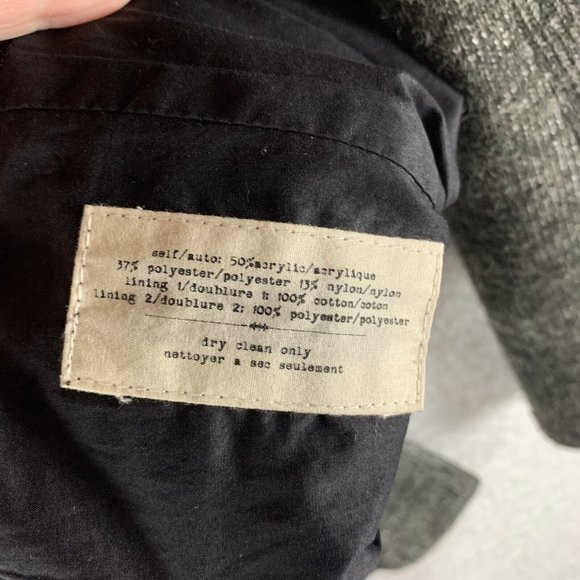 self/auto: 50%acrylic/acrylique
37% polyester/polyester 13% nylon/nylon
lining 1/doublure 1: 100% cotton/coton
lining 2/doublure 2: 100% polyester/polyester
dry clean only
nettoyer a sec seulement